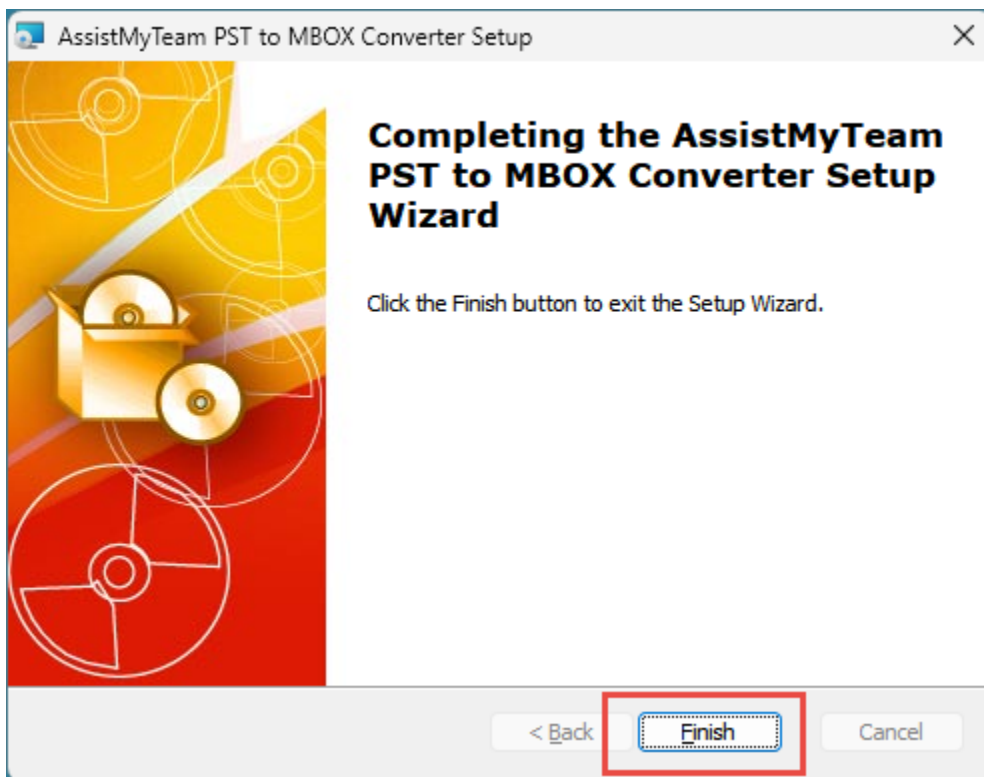 AssistMyTeam PST to MBOX Converter Setup
Completing the AssistMyTeam
PST to MBOX Converter Setup
Wizard
Click the Finish button to exit the Setup Wizard.
< Back
Finish
Cancel